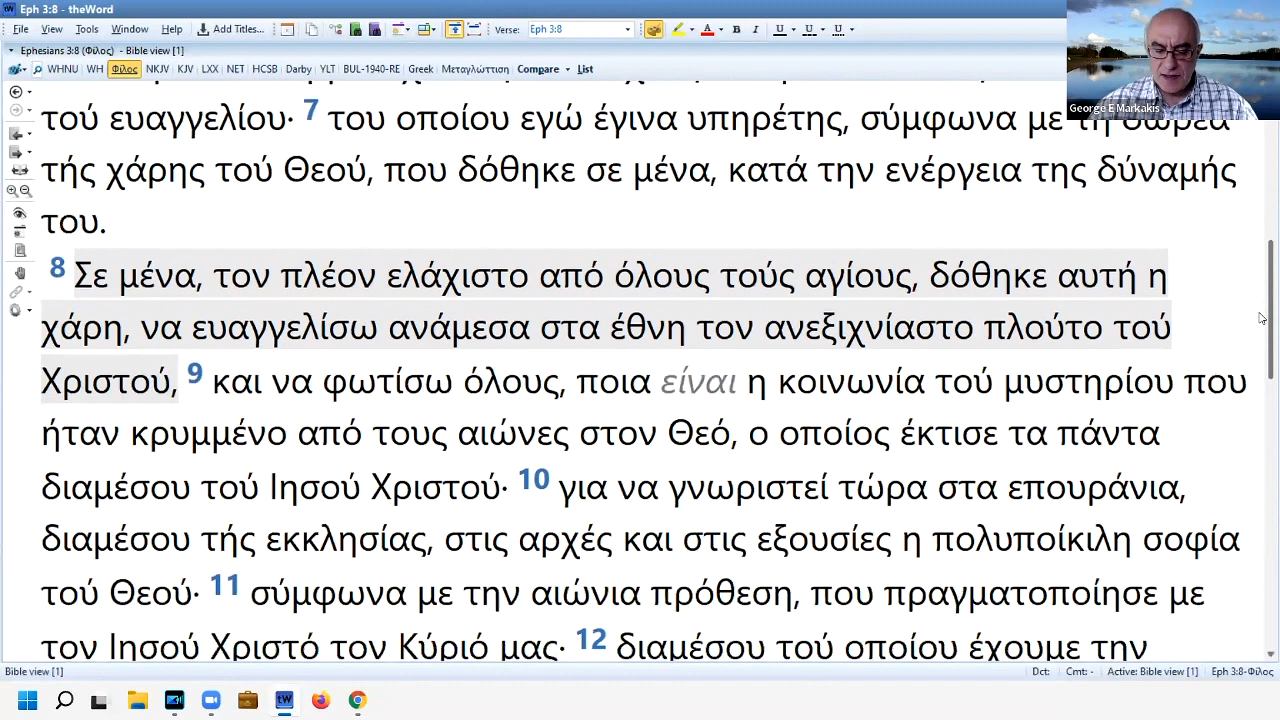 Eph 3:8 - theWord
File View Tools Window Help Add Titles... Verse: Eph 3:8 B I U U U
Ephesians 3:8 (Φίλος) - Bible view [1]
WHNU WH Φίλος NKJV KJV LXX NET HCSB Darby YLT BUL-1940-RE Greek Μεταγλώττιση Compare List
George E Markakis
τού ευαγγελίου· 7 του οποίου εγώ έγινα υπηρέτης, σύμφωνα με τη δωρεά
τής χάρης τού Θεού, που δόθηκε σε μένα, κατά την ενέργεια της δύναμής
του.
8 Σε μένα, τον πλέον ελάχιστο από όλους τούς αγίους, δόθηκε αυτή η
χάρη, να ευαγγελίσω ανάμεσα στα έθνη τον ανεξιχνίαστο πλούτο τού
Χριστού, 9 και να φωτίσω όλους, ποια είναι η κοινωνία τού μυστηρίου που
ήταν κρυμμένο από τους αιώνες στον Θεό, ο οποίος έκτισε τα πάντα
διαμέσου τού Ιησού Χριστού· 10 για να γνωριστεί τώρα στα επουράνια,
διαμέσου τής εκκλησίας, στις αρχές και στις εξουσίες η πολυποίκιλη σοφία
τού Θεού· 11 σύμφωνα με την αιώνια πρόθεση, που πραγματοποίησε με
τον Ιησού Χριστό τον Κύριό μας· 12 διαμέσου τού οποίου έχουμε την
Bible view [1] Dct: Cmt: - Active: Bible view [1] Eph 3:8-Φίλος